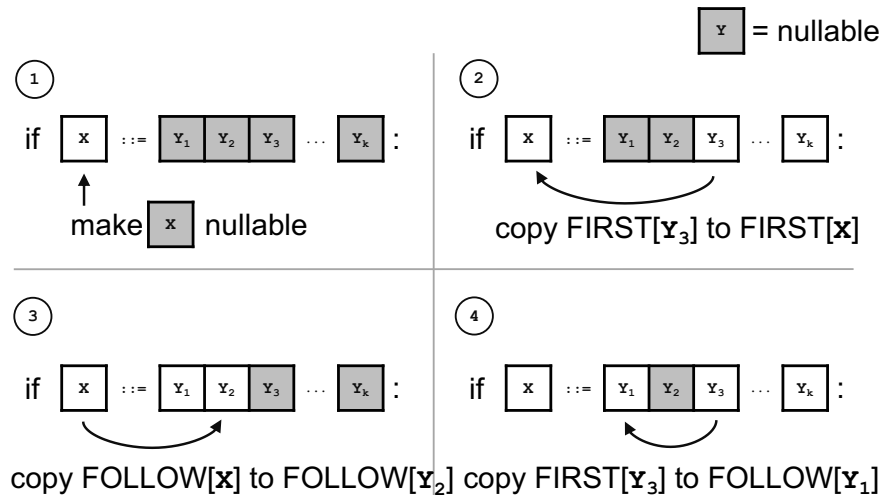 Y = nullable
1
if X ::= Y₁ Y₂ Y₃ ... Yₖ :
make X nullable
2
if X ::= Y₁ Y₂ Y₃ ... Yₖ :
copy FIRST[Y₃] to FIRST[X]
3
if X ::= Y₁ Y₂ Y₃ ... Yₖ :
copy FOLLOW[X] to FOLLOW[Y₂]
4
if X ::= Y₁ Y₂ Y₃ ... Yₖ :
copy FIRST[Y₃] to FOLLOW[Y₁]